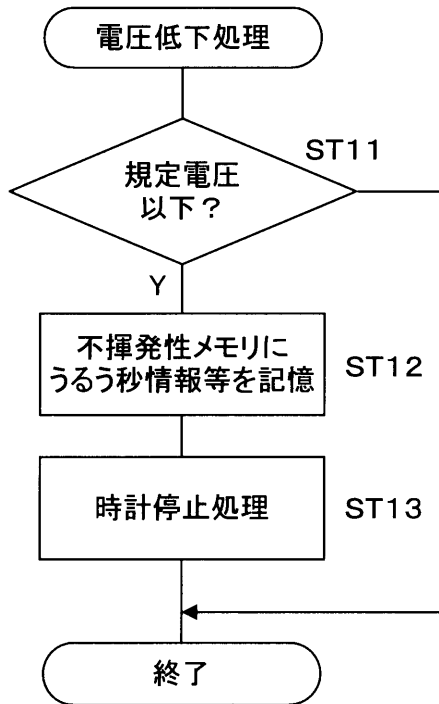 電圧低下処理
ST11
規定電圧
以下？
Y
不揮発性メモリに
うるう秒情報等を記憶
ST12
時計停止処理
ST13
終了